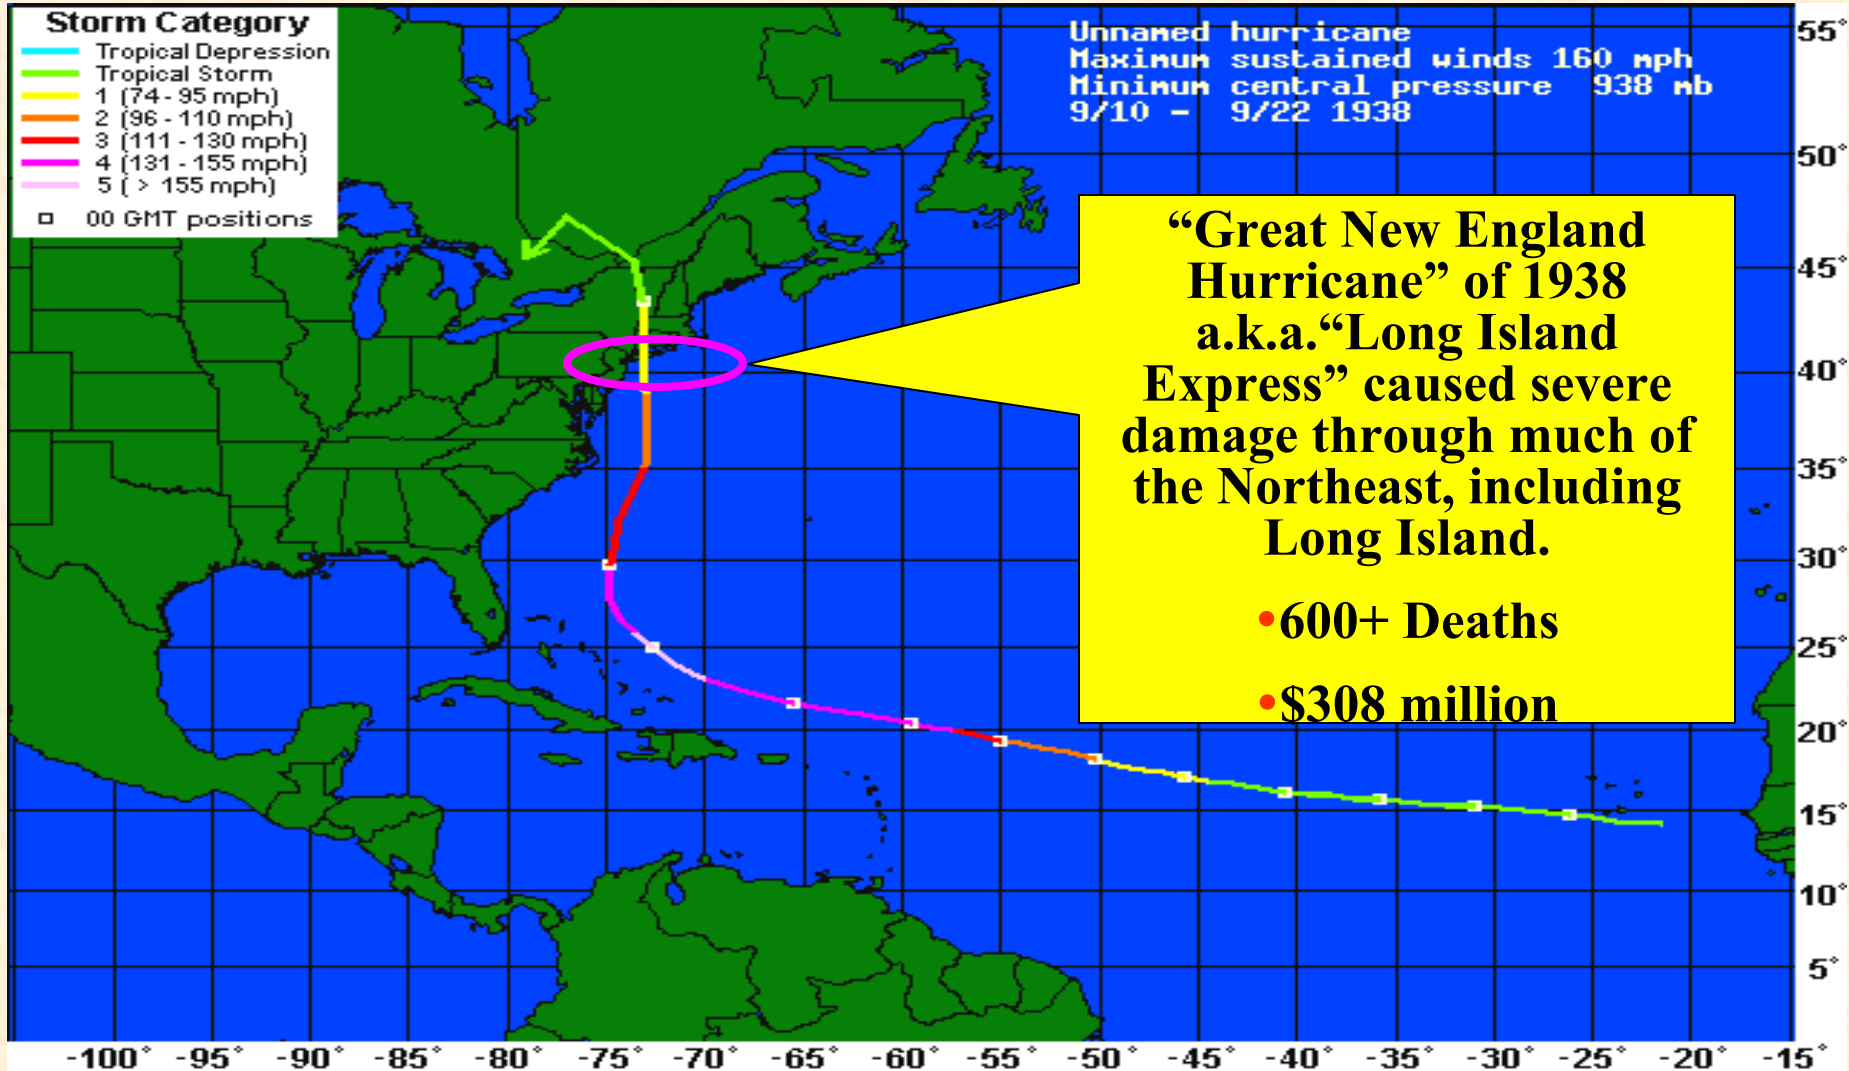 Storm Category
Tropical Depression
Tropical Storm
1 (74-95 mph)
2 (96-110 mph)
3 (111-130 mph)
4 (131-155 mph)
5 ( > 155 mph)
00 GMT positions
Unnamed hurricane
Maximum sustained winds 160 mph
Minimum central pressure 938 mb
9/10 - 9/22 1938
“Great New England
Hurricane” of 1938
a.k.a.“Long Island
Express” caused severe
damage through much of
the Northeast, including
Long Island.
•600+ Deaths
•$308 million
55°
50°
45°
40°
35°
30°
25°
20°
15°
10°
5°
-100° -95° -90° -85° -80° -75° -70° -65° -60° -55° -50° -45° -40° -35° -30° -25° -20° -15°